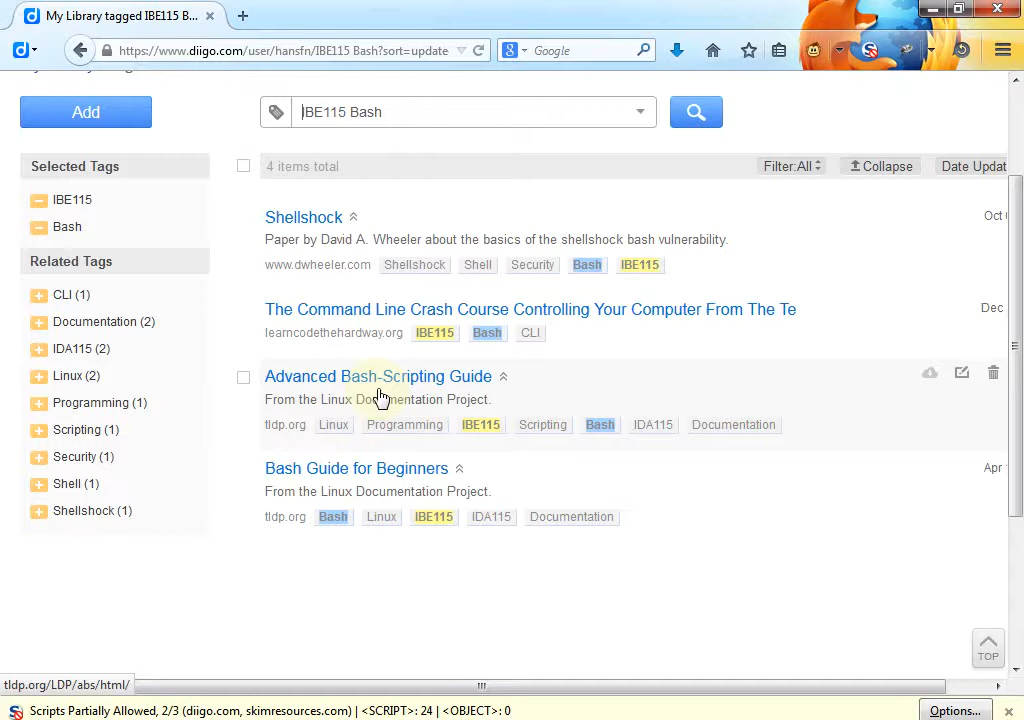 My Library tagged IBE115 B...
https://www.diigo.com/user/hansfn/IBE115 Bash?sort=update
Google
Add
IBE115 Bash
Selected Tags
4 items total
Filter:All
Collapse
Date Updat
IBE115
Bash
Related Tags
CLI (1)
Documentation (2)
IDA115 (2)
Linux (2)
Programming (1)
Scripting (1)
Security (1)
Shell (1)
Shellshock (1)
Shellshock
Oct
Paper by David A. Wheeler about the basics of the shellshock bash vulnerability.
www.dwheeler.com Shellshock Shell Security Bash IBE115
The Command Line Crash Course Controlling Your Computer From The Te
Dec
learncodethehardway.org IBE115 Bash CLI
Advanced Bash-Scripting Guide
From the Linux Documentation Project.
tldp.org Linux Programming IBE115 Scripting Bash IDA115 Documentation
Bash Guide for Beginners
Apr
From the Linux Documentation Project.
tldp.org Bash Linux IBE115 IDA115 Documentation
TOP
tldp.org/LDP/abs/html/
Scripts Partially Allowed, 2/3 (diigo.com, skimresources.com) | <SCRIPT>: 24 | <OBJECT>: 0
Options...